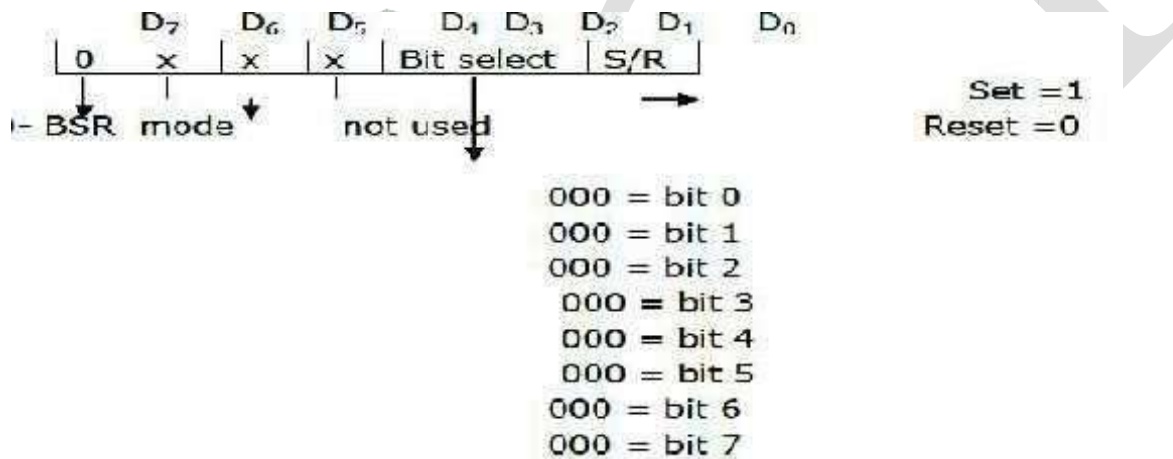 D₇ D₆ D₅ D₄ D₃ D₂ D₁ D₀
0 x x x Bit select S/R
Set =1
- BSR mode not used Reset =0
000 = bit 0
000 = bit 1
000 = bit 2
000 = bit 3
000 = bit 4
000 = bit 5
000 = bit 6
000 = bit 7